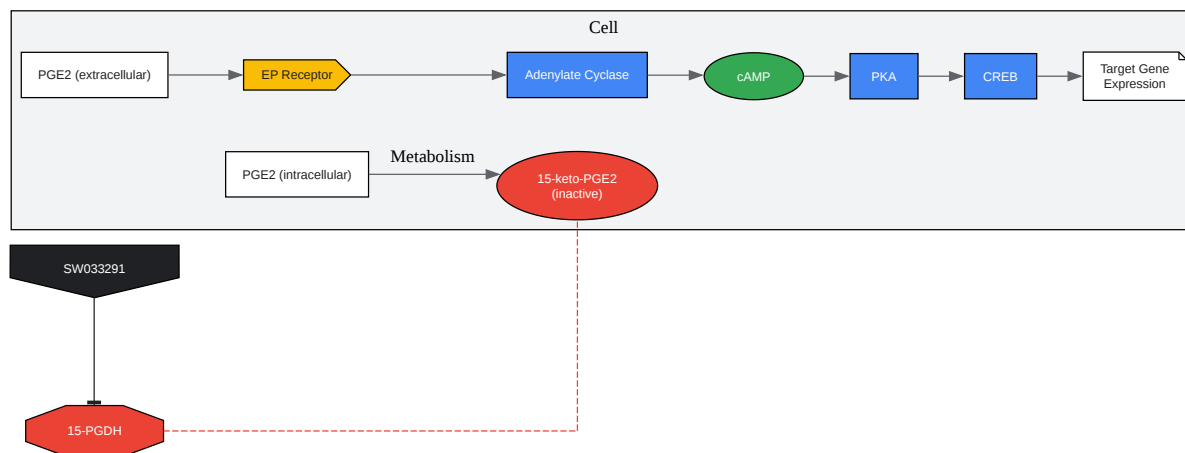 Cell
PGE2 (extracellular)
EP Receptor
Adenylate Cyclase
cAMP
PKA
CREB
Target Gene
Expression
PGE2 (intracellular)
Metabolism
15-keto-PGE2
(inactive)
SW033291
15-PGDH